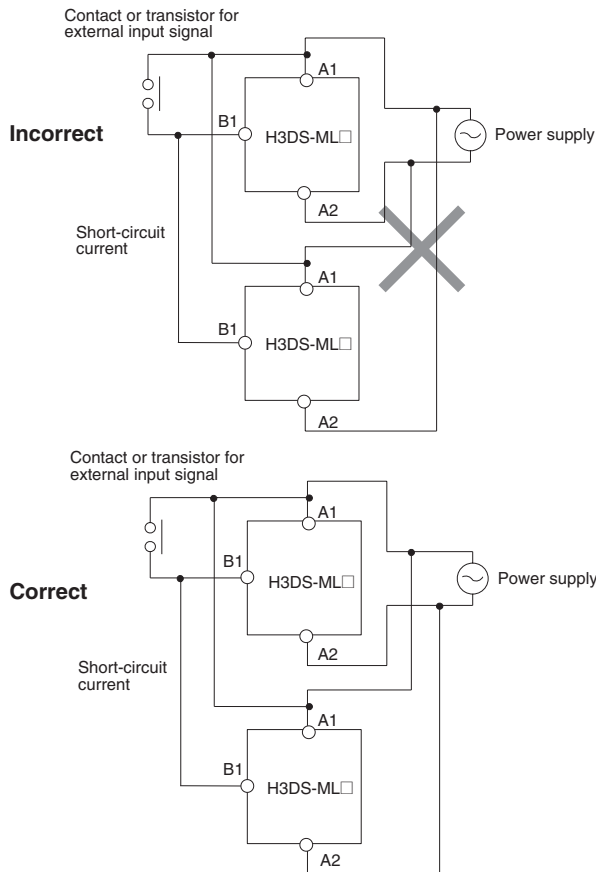 Contact or transistor for
external input signal
A1
B1
Incorrect
H3DS-ML□
Power supply
A2
Short-circuit
current
A1
B1
H3DS-ML□
A2
Contact or transistor for
external input signal
A1
B1
H3DS-ML□
Power supply
Correct
A2
Short-circuit
current
A1
B1
H3DS-ML□
A2